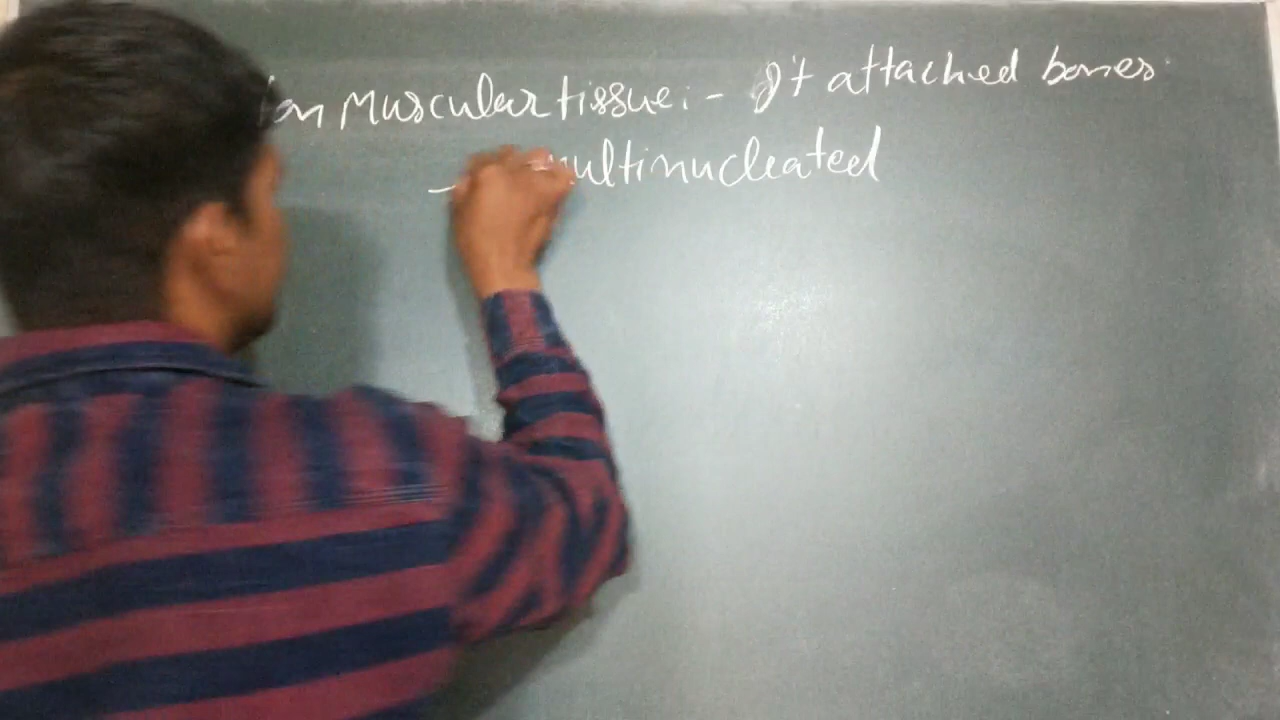 Muscular tissue :- It attached bones.
multinucleated